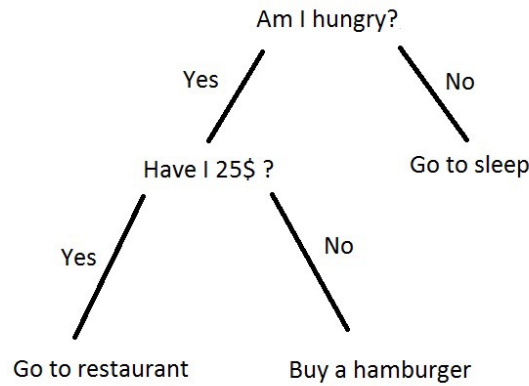 Am I hungry?
Yes
No
Have I 25$ ?
Go to sleep
Yes
No
Go to restaurant
Buy a hamburger